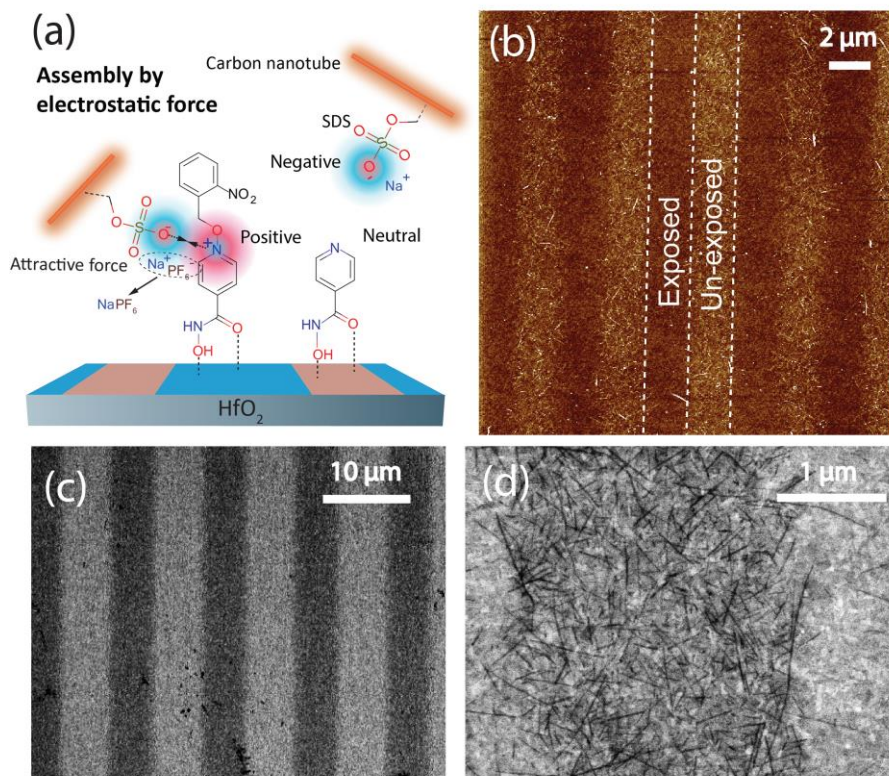 (a)
Assembly by
electrostatic force
Carbon nanotube
SDS
O
O
S
O
O
-
Negative
Na+
NO2
O
O
S
O
O-
O
+
N
Positive
Attractive force
Na+
PF6-
NaPF6
N
Neutral
HN
O
OH
HN
O
OH
HfO2
(b)
2 µm
Exposed
Un-exposed
(c)
10 µm
(d)
1 µm